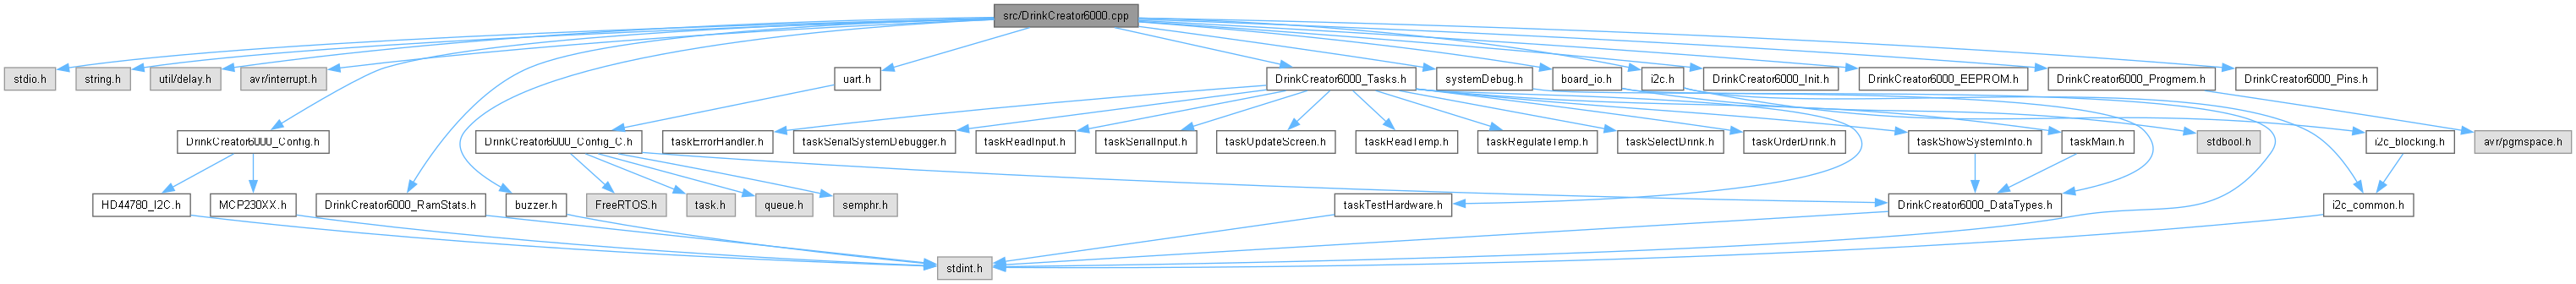 src/DrinkCreator6000.cpp
stdio.h
string.h
util/delay.h
avr/interrupt.h
uart.h
DrinkCreator6000_Tasks.h
systemDebug.h
board_io.h
i2c.h
DrinkCreator6000_Init.h
DrinkCreator6000_EEPROM.h
DrinkCreator6000_Progmem.h
DrinkCreator6000_Pins.h
DrinkCreator6000_Config.h
DrinkCreator6000_Config_C.h
taskErrorHandler.h
taskSerialSystemDebugger.h
taskReadInput.h
taskSerialInput.h
taskUpdateScreen.h
taskReadTemp.h
taskRegulateTemp.h
taskSelectDrink.h
taskOrderDrink.h
taskShowSystemInfo.h
taskMain.h
stdbool.h
i2c_blocking.h
avr/pgmspace.h
HD44780_I2C.h
MCP230XX.h
DrinkCreator6000_RamStats.h
buzzer.h
FreeRTOS.h
task.h
queue.h
semphr.h
taskTestHardware.h
DrinkCreator6000_DataTypes.h
i2c_common.h
stdint.h